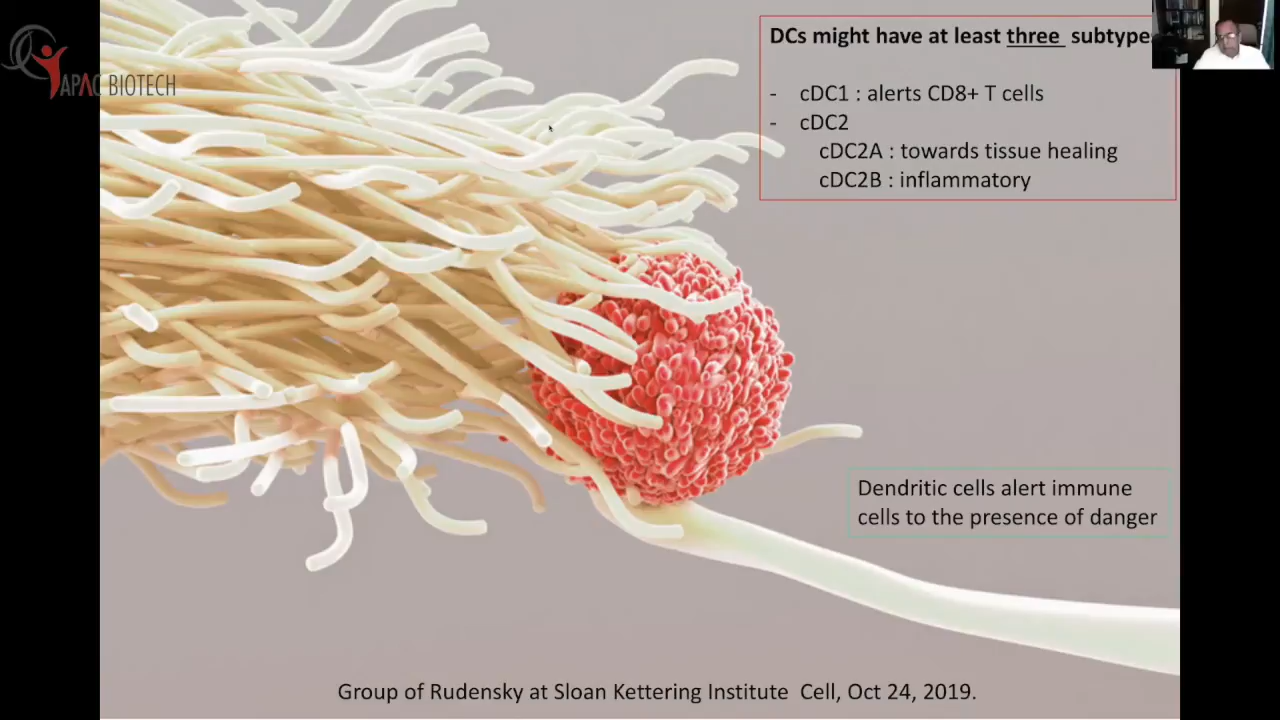 APAC BIOTECH
DCs might have at least three subtype
- cDC1 : alerts CD8+ T cells
- cDC2
cDC2A : towards tissue healing
cDC2B : inflammatory
Dendritic cells alert immune
cells to the presence of danger
Group of Rudensky at Sloan Kettering Institute Cell, Oct 24, 2019.